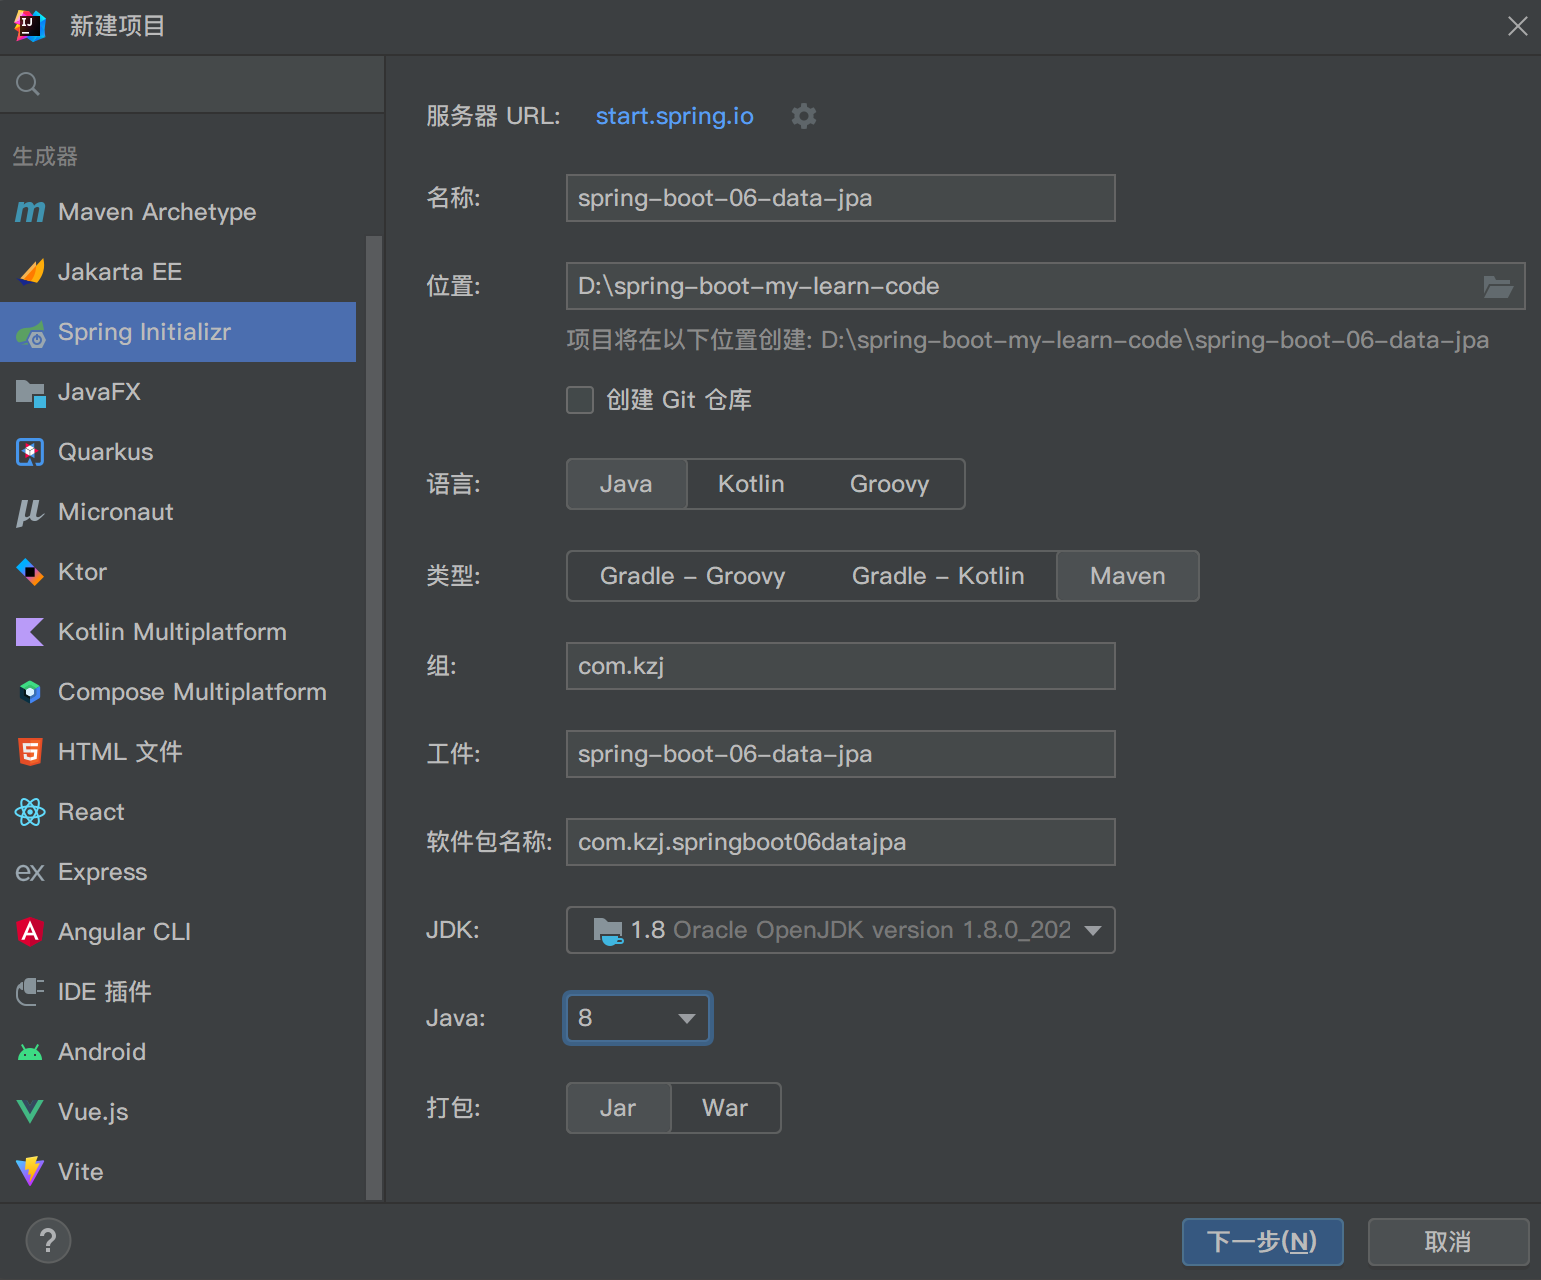 新建项目
生成器
Maven Archetype
Jakarta EE
Spring Initializr
JavaFX
Quarkus
Micronaut
Ktor
Kotlin Multiplatform
Compose Multiplatform
HTML 文件
React
Express
Angular CLI
IDE 插件
Android
Vue.js
Vite
服务器 URL: start.spring.io
名称: spring-boot-06-data-jpa
位置: D:\spring-boot-my-learn-code
项目将在以下位置创建: D:\spring-boot-my-learn-code\spring-boot-06-data-jpa
创建 Git 仓库
语言: Java Kotlin Groovy
类型: Gradle - Groovy Gradle - Kotlin Maven
组: com.kzj
工件: spring-boot-06-data-jpa
软件包名称: com.kzj.springboot06datajpa
JDK: 1.8 Oracle OpenJDK version 1.8.0_202
Java: 8
打包: Jar War
? 下一步(N) 取消